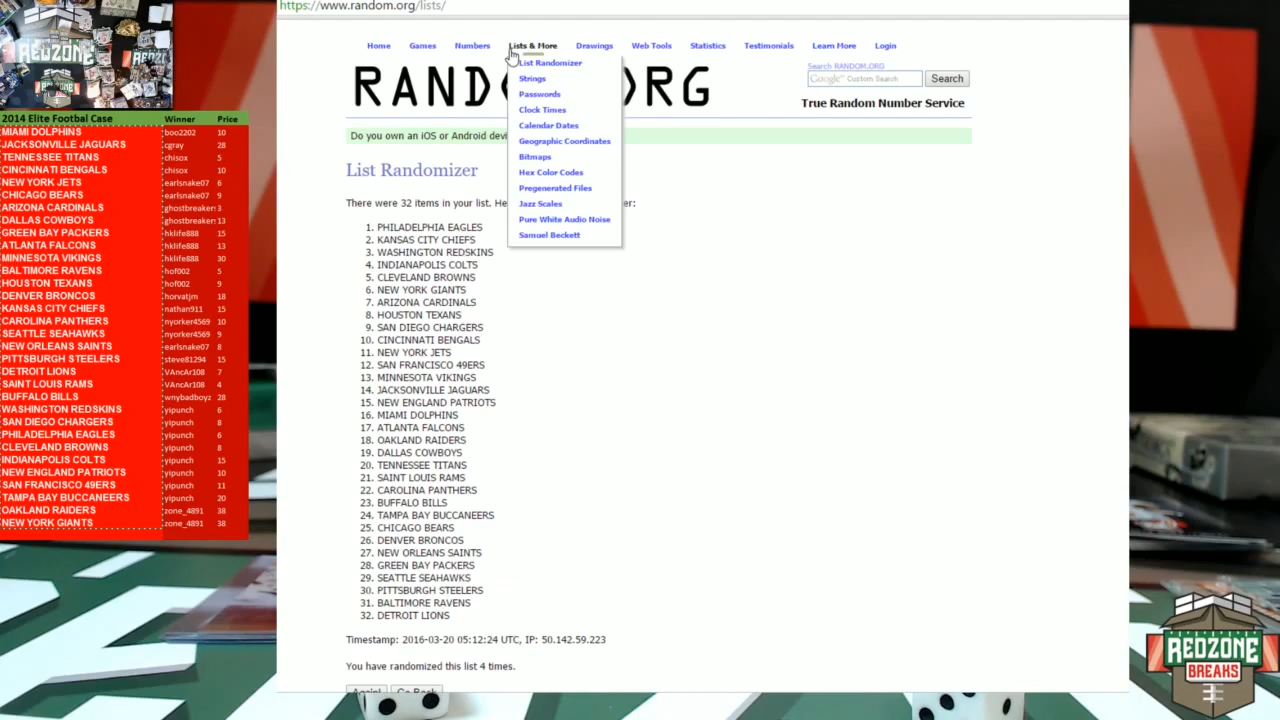 https://www.random.org/lists/
Home Games Numbers Lists & More Drawings Web Tools Statistics Testimonials Learn More Login
List Randomizer
Strings
Passwords
Clock Times
Calendar Dates
Geographic Coordinates
Bitmaps
Hex Color Codes
Pregenerated Files
Jazz Scales
Pure White Audio Noise
Samuel Beckett
RANDOM.ORG
Search RANDOM.ORG
Google Custom Search Search
True Random Number Service
Do you own an iOS or Android devi
List Randomizer
There were 32 items in your list. He
1. PHILADELPHIA EAGLES
2. KANSAS CITY CHIEFS
3. WASHINGTON REDSKINS
4. INDIANAPOLIS COLTS
5. CLEVELAND BROWNS
6. NEW YORK GIANTS
7. ARIZONA CARDINALS
8. HOUSTON TEXANS
9. SAN DIEGO CHARGERS
10. CINCINNATI BENGALS
11. NEW YORK JETS
12. SAN FRANCISCO 49ERS
13. MINNESOTA VIKINGS
14. JACKSONVILLE JAGUARS
15. NEW ENGLAND PATRIOTS
16. MIAMI DOLPHINS
17. ATLANTA FALCONS
18. OAKLAND RAIDERS
19. DALLAS COWBOYS
20. TENNESSEE TITANS
21. SAINT LOUIS RAMS
22. CAROLINA PANTHERS
23. BUFFALO BILLS
24. TAMPA BAY BUCCANEERS
25. CHICAGO BEARS
26. DENVER BRONCOS
27. NEW ORLEANS SAINTS
28. GREEN BAY PACKERS
29. SEATTLE SEAHAWKS
30. PITTSBURGH STEELERS
31. BALTIMORE RAVENS
32. DETROIT LIONS
Timestamp: 2016-03-20 05:12:24 UTC, IP: 50.142.59.223
You have randomized this list 4 times.
Again! Go Back
REDZONE
BREAKS
2014 Elite Footbal Case Winner Price
MIAMI DOLPHINS boo2202 10
JACKSONVILLE JAGUARS cgray 28
TENNESSEE TITANS chisox 5
CINCINNATI BENGALS chisox 10
NEW YORK JETS earlsnake07 6
CHICAGO BEARS earlsnake07 9
ARIZONA CARDINALS ghostbreaker 3
DALLAS COWBOYS ghostbreaker 13
GREEN BAY PACKERS hklife888 15
ATLANTA FALCONS hklife888 13
MINNESOTA VIKINGS hklife888 30
BALTIMORE RAVENS hof002 5
HOUSTON TEXANS hof002 9
DENVER BRONCOS horvatjm 18
KANSAS CITY CHIEFS nathan911 15
CAROLINA PANTHERS nyorker4569 10
SEATTLE SEAHAWKS nyorker4569 9
NEW ORLEANS SAINTS earlsnake07 8
PITTSBURGH STEELERS steve81294 15
DETROIT LIONS VAncAr108 7
SAINT LOUIS RAMS VAncAr108 4
BUFFALO BILLS wnybadboyz 28
WASHINGTON REDSKINS yipunch 6
SAN DIEGO CHARGERS yipunch 8
PHILADELPHIA EAGLES yipunch 6
CLEVELAND BROWNS yipunch 8
INDIANAPOLIS COLTS yipunch 15
NEW ENGLAND PATRIOTS yipunch 10
SAN FRANCISCO 49ERS yipunch 11
TAMPA BAY BUCCANEERS yipunch 20
OAKLAND RAIDERS zone_4891 38
NEW YORK GIANTS zone_4891 38
REDZONE
BREAKS